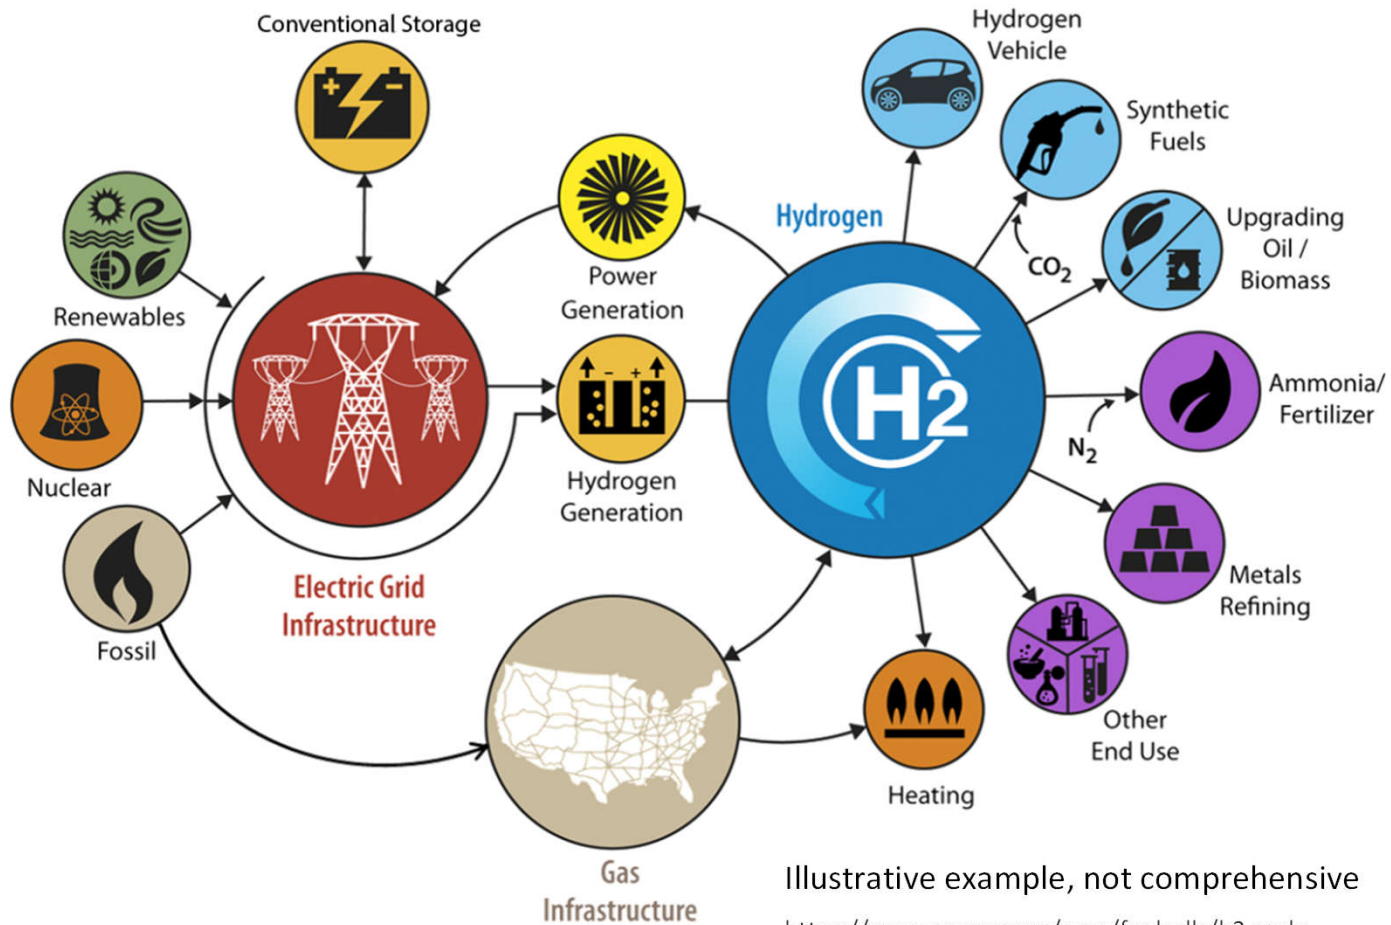 Conventional Storage
Hydrogen
Vehicle
Synthetic
Fuels
Upgrading
Oil /
Biomass
Hydrogen
CO2
Renewables
Power
Generation
H2
Ammonia/
Fertilizer
N2
Nuclear
Hydrogen
Generation
Electric Grid
Infrastructure
Metals
Refining
Fossil
Other
End Use
Heating
Gas
Infrastructure
Illustrative example, not comprehensive